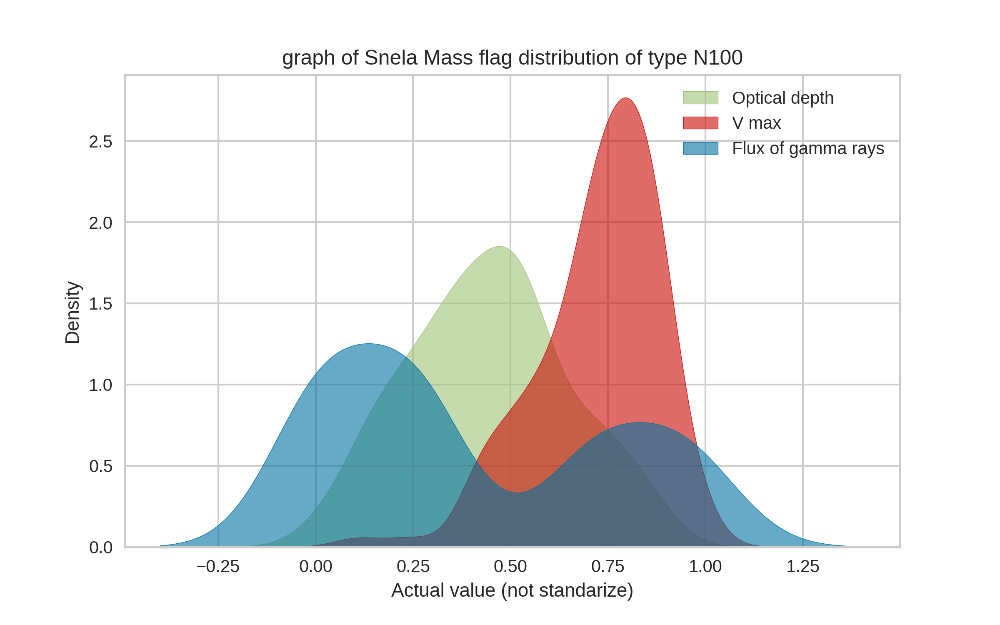 graph of Snela Mass flag distribution of type N100
Optical depth
V max
Flux of gamma rays
Density
2.5
2.0
1.5
1.0
0.5
0.0
−0.25 0.00 0.25 0.50 0.75 1.00 1.25
Actual value (not standarize)